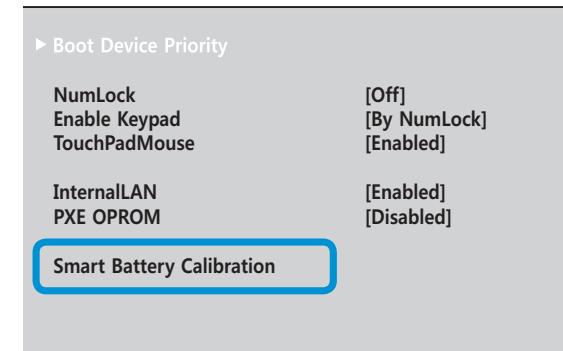 ▶ Boot Device Priority
NumLock [Off]
Enable Keypad [By NumLock]
TouchPadMouse [Enabled]
InternalLAN [Enabled]
PXE OPROM [Disabled]
Smart Battery Calibration